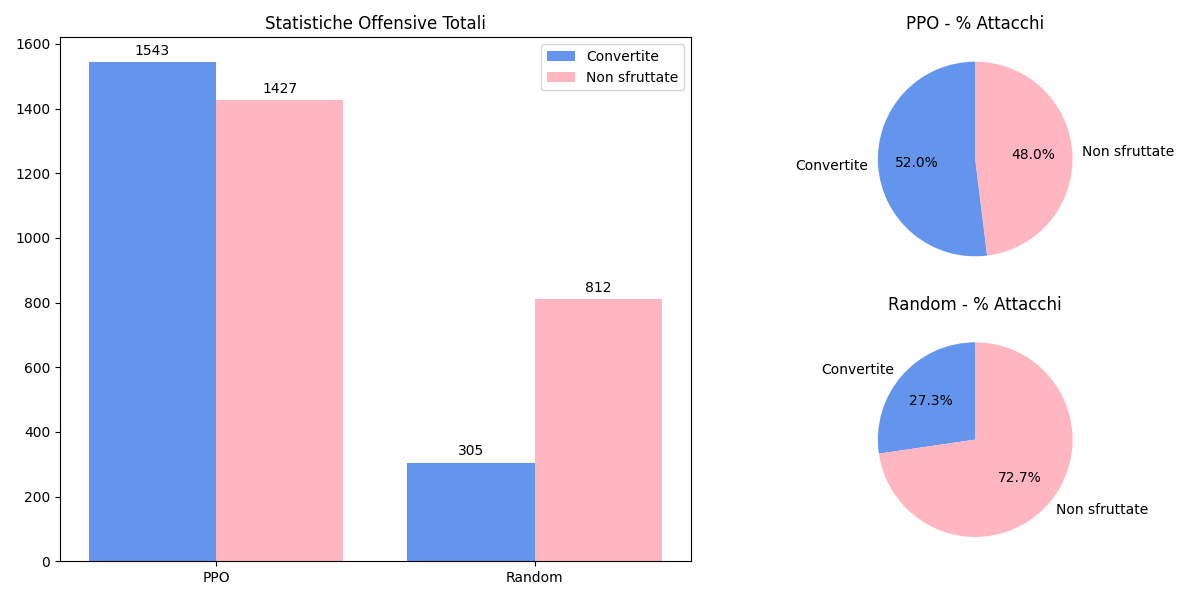 Statistiche Offensive Totali
1600
1400
1200
1000
800
600
400
200
0
1543
1427
305
812
Convertite
Non sfruttate
PPO
Random
PPO - % Attacchi
Convertite
52.0%
48.0%
Non sfruttate
Random - % Attacchi
Convertite
27.3%
72.7%
Non sfruttate